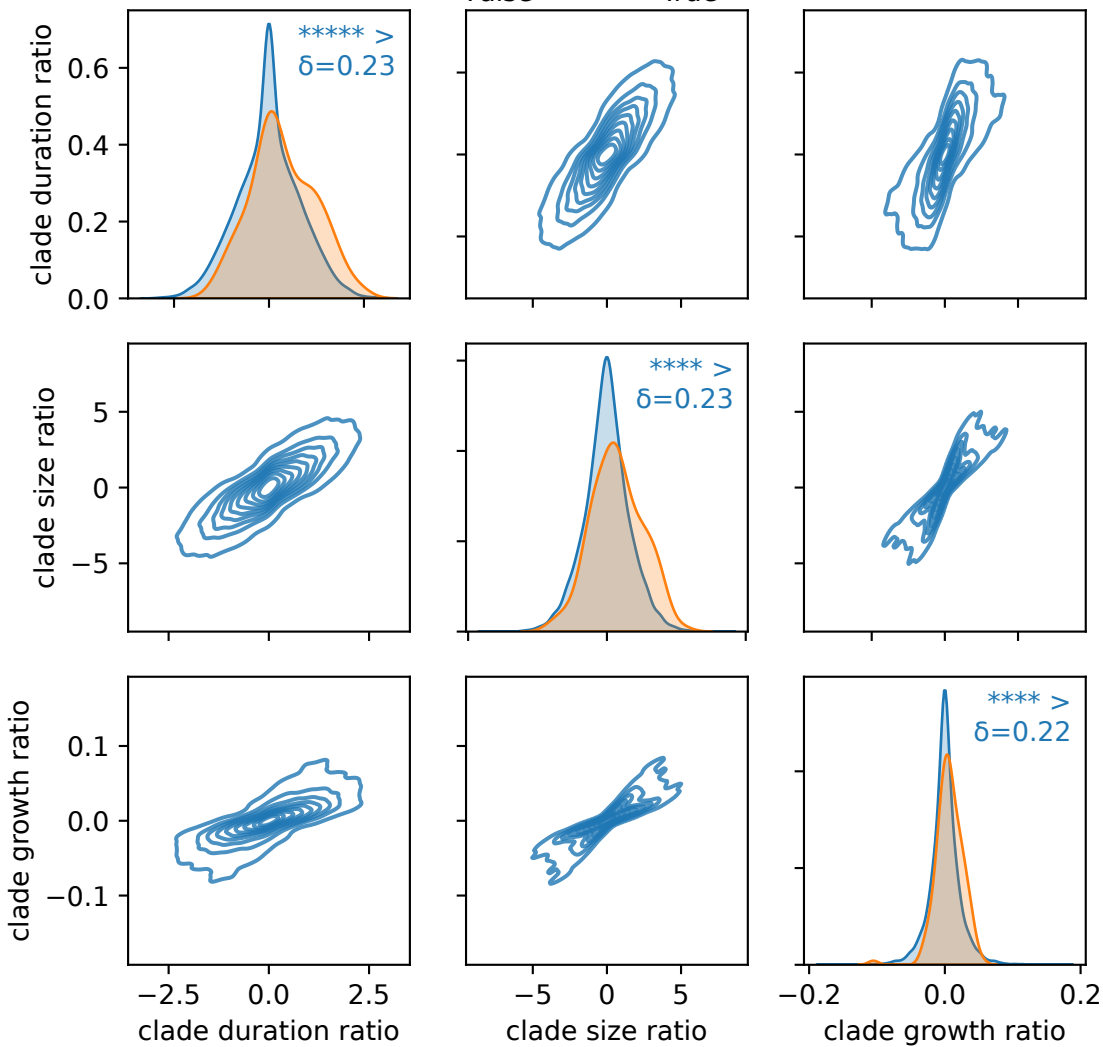 clade duration ratio
0.6
0.4
0.2
0.0
***** >
δ=0.23
clade size ratio
5
0
−5
**** >
δ=0.23
clade growth ratio
0.1
0.0
−0.1
**** >
δ=0.22
−2.5 0.0 2.5
−5 0 5
−0.2 0.0 0.2
clade duration ratio
clade size ratio
clade growth ratio